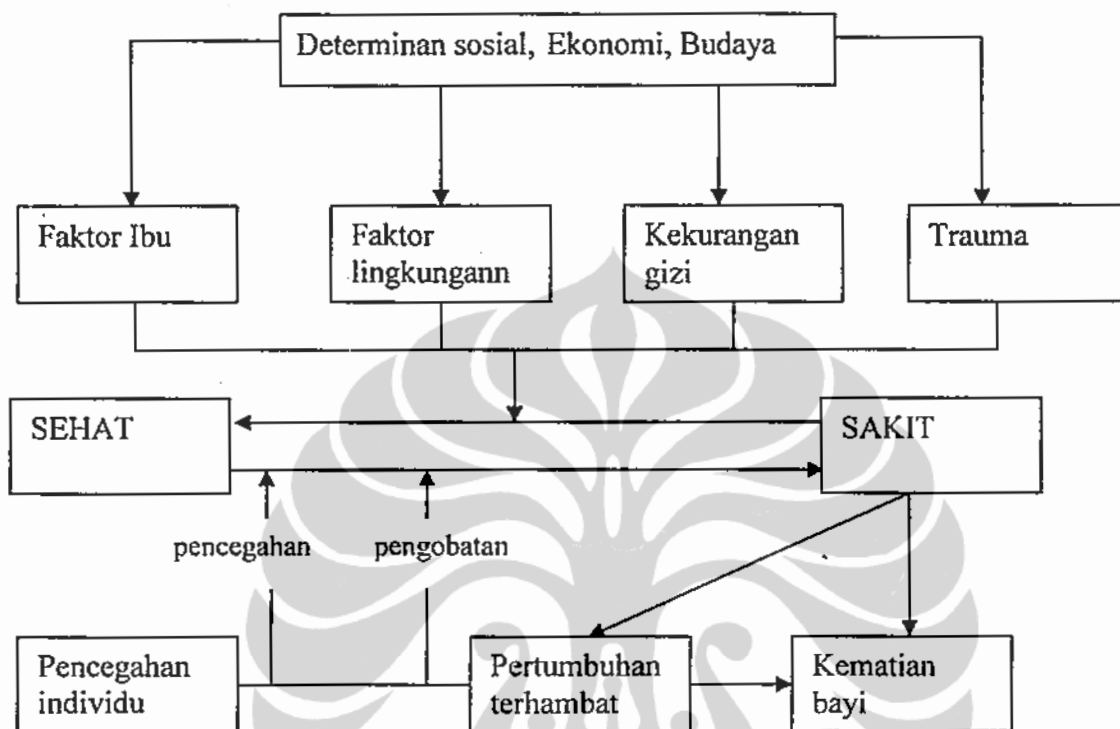 Determinan sosial, Ekonomi, Budaya
Faktor Ibu
Faktor
lingkungann
Kekurangan
gizi
Trauma
SEHAT
SAKIT
pencegahan
pengobatan
Pencegahan
individu
Pertumbuhan
terhambat
Kematian
bayi